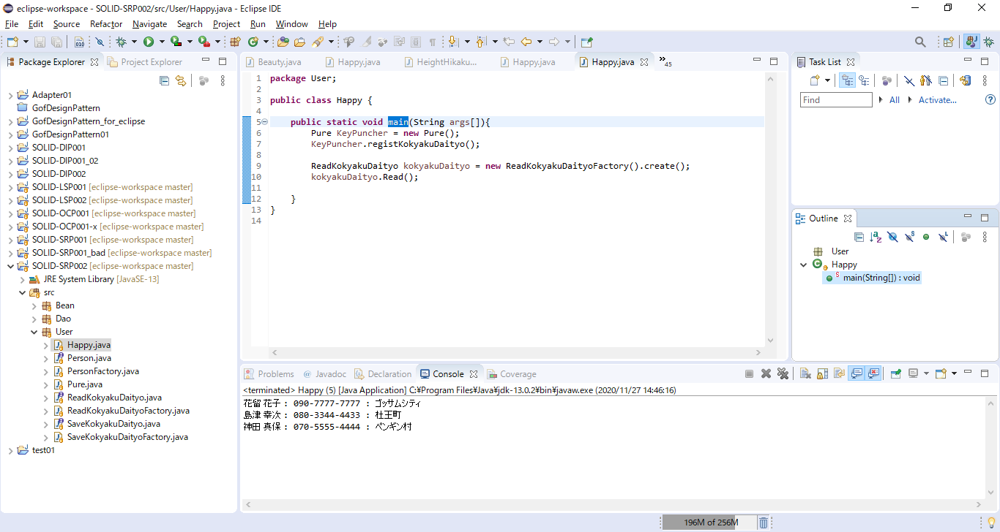 eclipse-workspace - SOLID-SRP002/src/User/Happy.java - Eclipse IDE
File Edit Source Refactor Navigate Search Project Run Window Help
Package Explorer Project Explorer
Adapter01
GofDesignPattern
GofDesignPattern_for_eclipse
GofDesignPattern01
SOLID-DIP001
SOLID-DIP001_02
SOLID-DIP002
SOLID-LSP001 [eclipse-workspace master]
SOLID-LSP002 [eclipse-workspace master]
SOLID-OCP001 [eclipse-workspace master]
SOLID-OCP001-x [eclipse-workspace master]
SOLID-SRP001 [eclipse-workspace master]
SOLID-SRP001_bad [eclipse-workspace master]
SOLID-SRP002 [eclipse-workspace master]
JRE System Library [JavaSE-13]
src
Bean
Dao
User
Happy.java
Person.java
PersonFactory.java
Pure.java
ReadKokyakuDaityo.java
ReadKokyakuDaityoFactory.java
SaveKokyakuDaityo.java
SaveKokyakuDaityoFactory.java
test01
Beauty.java Happy.java HeightHikaku... Happy.java Happy.java »45
1 package User;
2
3 public class Happy {
4
5 public static void main(String args[]){
6 Pure KeyPuncher = new Pure();
7 KeyPuncher.registKokyakuDaityo();
8
9 ReadKokyakuDaityo kokyakuDaityo = new ReadKokyakuDaityoFactory().create();
10 kokyakuDaityo.Read();
11
12 }
13 }
14
Task List
Find All Activate...
Outline
User
Happy
main(String[]) : void
Problems @ Javadoc Declaration Console Coverage
<terminated> Happy (5) [Java Application] C:¥Program Files¥Java¥jdk-13.0.2¥bin¥javaw.exe (2020/11/27 14:46:16)
花留 花子 : 090-7777-7777 : ゴッサムシティ
島津 幸次 : 080-3344-4433 : 杜王町
神田 真保 : 070-5555-4444 : ペンギン村
196M of 256M